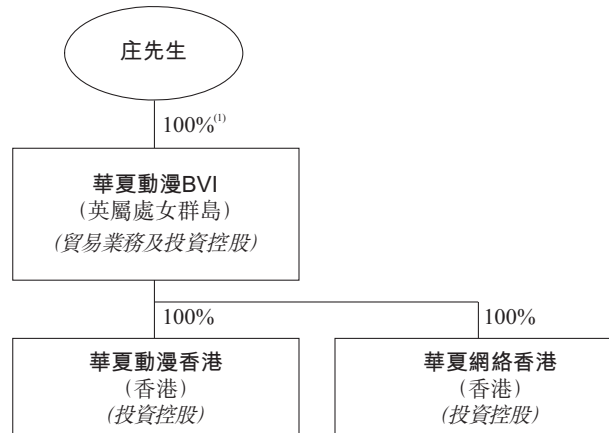 庄先生
100%(1)
華夏動漫BVI
（英屬處女群島）
(貿易業務及投資控股)
100%
100%
華夏動漫香港
（香港）
(投資控股)
華夏網絡香港
（香港）
(投資控股)